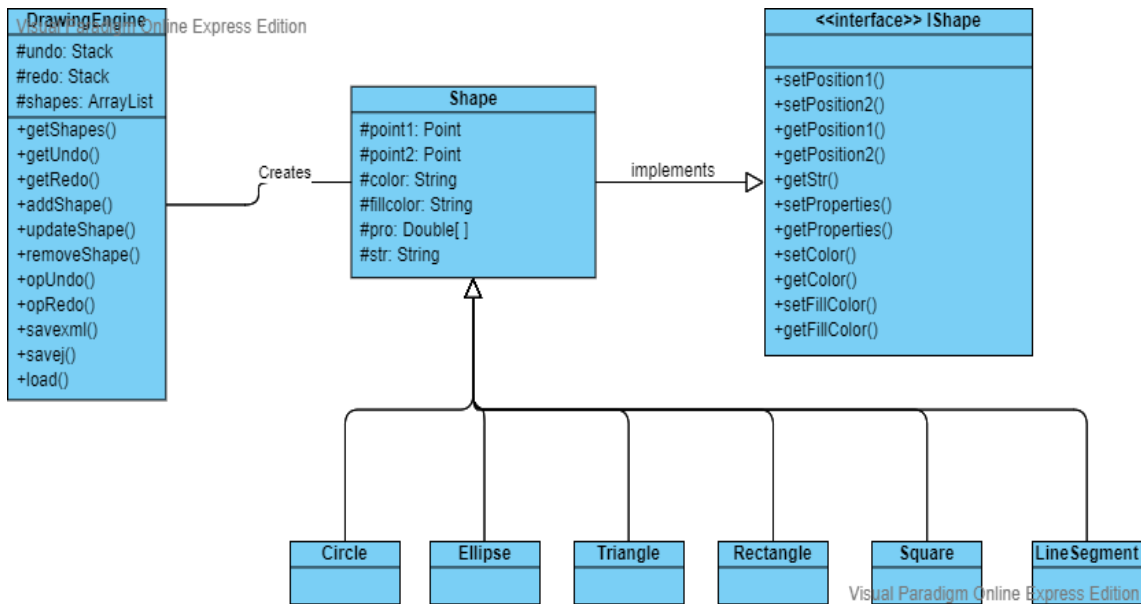 DrawingEngine
Visual Paradigm Online Express Edition
#undo: Stack
#redo: Stack
#shapes: ArrayList
+getShapes()
+getUndo()
+getRedo()
+addShape()
+updateShape()
+removeShape()
+opUndo()
+opRedo()
+savexml()
+savej()
+load()
Creates
Shape
#point1: Point
#point2: Point
#color: String
#fillcolor: String
#pro: Double[ ]
#str: String
implements
<<interface>> IShape
+setPosition1()
+setPosition2()
+getPosition1()
+getPosition2()
+getStr()
+setProperties()
+getProperties()
+setColor()
+getColor()
+setFillColor()
+getFillColor()
Circle
Ellipse
Triangle
Rectangle
Square
LineSegment
Visual Paradigm Online Express Edition